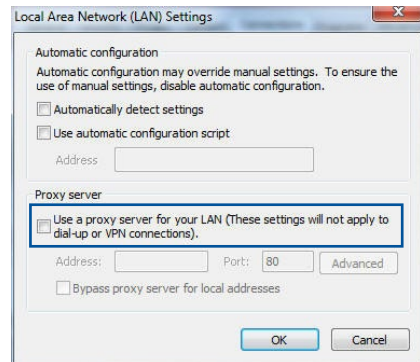 Local Area Network (LAN) Settings
Automatic configuration
Automatic configuration may override manual settings. To ensure the
use of manual settings, disable automatic configuration.
Automatically detect settings
Use automatic configuration script
Address
Proxy server
Use a proxy server for your LAN (These settings will not apply to
dial-up or VPN connections).
Address: Port: 80 Advanced
Bypass proxy server for local addresses
OK Cancel